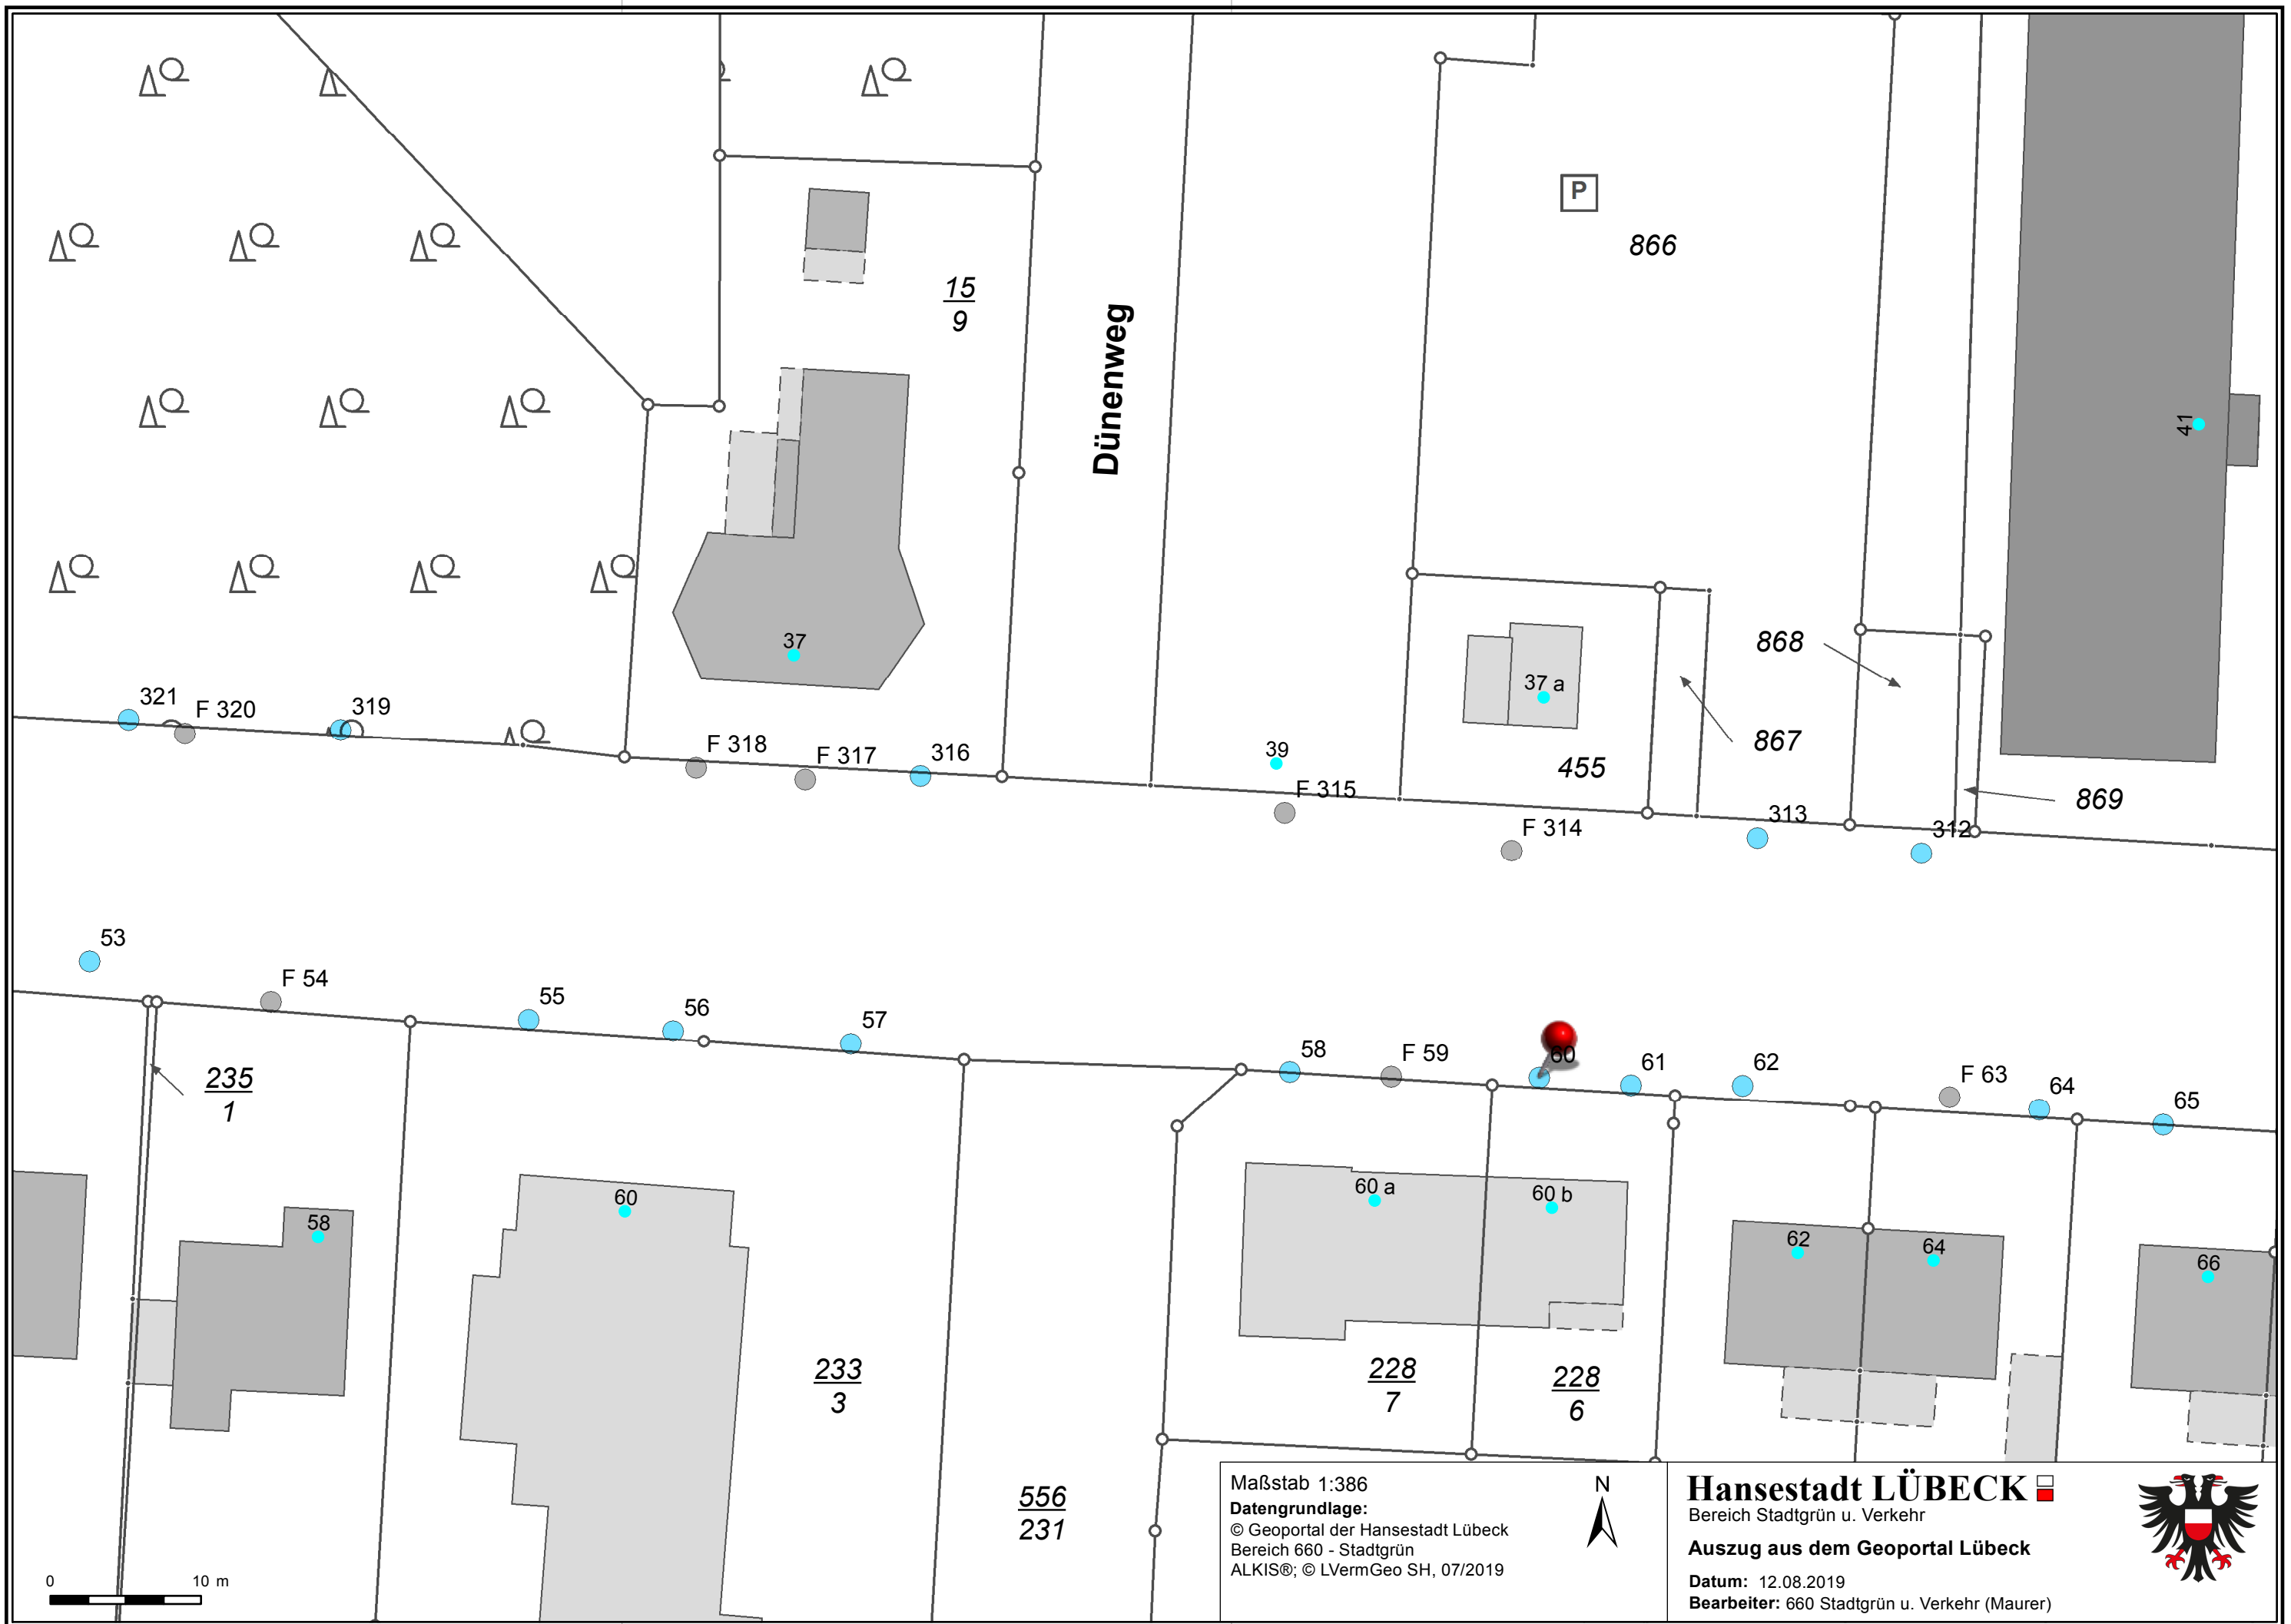 P
866
15
9
Dünenweg
41
37
868
37 a
321
F 320
319
F 318
F 317
316
39
F 315
455
867
869
F 314
313
312
53
F 54
55
56
57
58
F 59
60
61
62
F 63
64
65
235
1
58
60
60 a
60 b
62
64
66
233
3
228
7
228
6
556
231
0 10 m
Maßstab 1:386
Datengrundlage:
© Geoportal der Hansestadt Lübeck
Bereich 660 - Stadtgrün
ALKIS®; © LVermGeo SH, 07/2019
N
Hansestadt LÜBECK
Bereich Stadtgrün u. Verkehr
Auszug aus dem Geoportal Lübeck
Datum: 12.08.2019
Bearbeiter: 660 Stadtgrün u. Verkehr (Maurer)